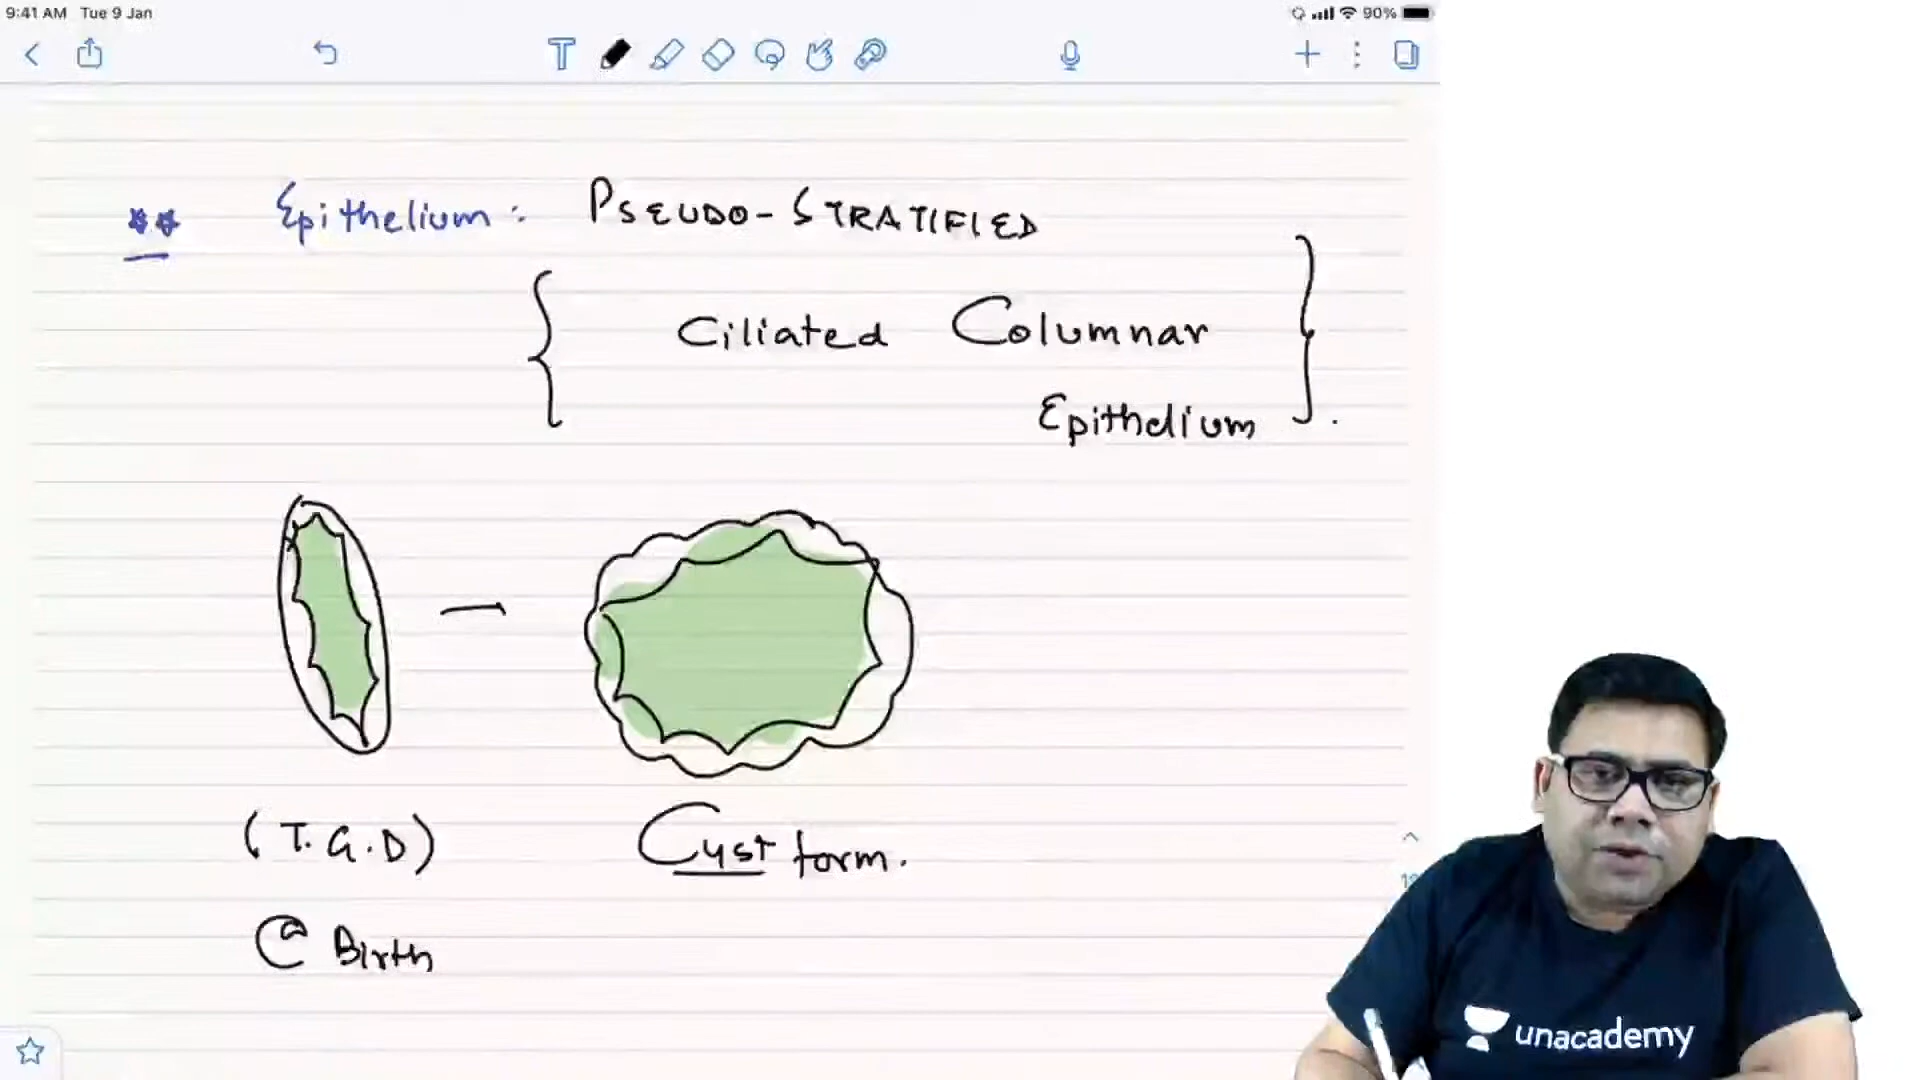 9:41 AM Tue 9 Jan
90%
** Epithelium : PSEUDO-STRATIFIED
Ciliated Columnar
Epithelium .
(T.G.D) Cyst form.
@ Birth
unacademy